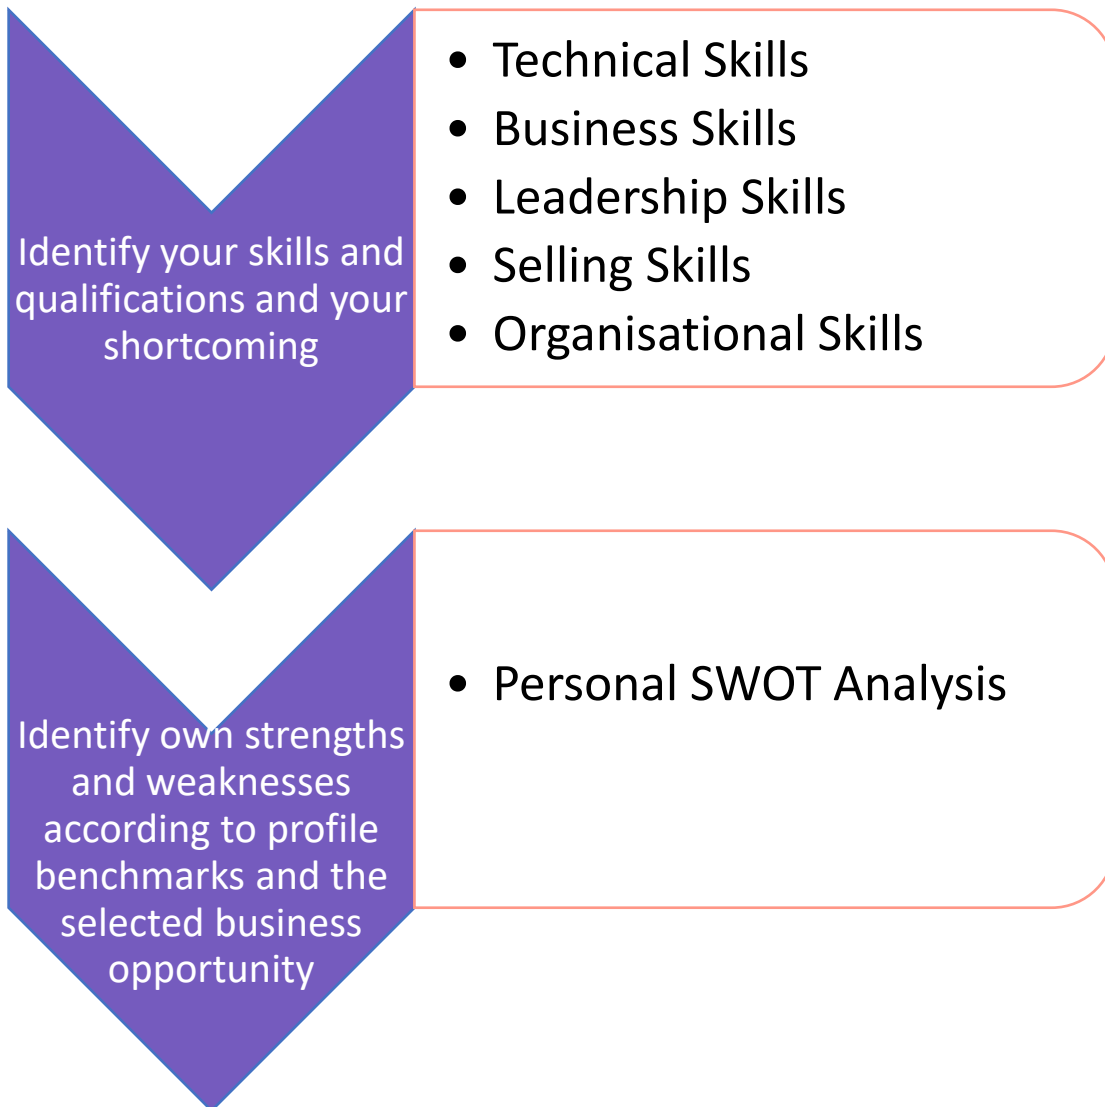 Identify your skills and
qualifications and your
shortcoming
• Technical Skills
• Business Skills
• Leadership Skills
• Selling Skills
• Organisational Skills
Identify own strengths
and weaknesses
according to profile
benchmarks and the
selected business
opportunity
• Personal SWOT Analysis